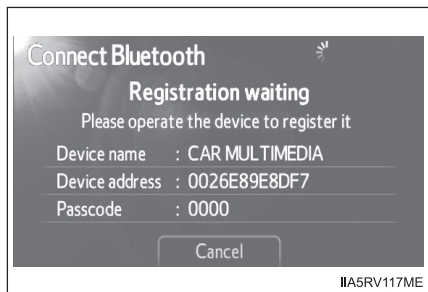 Connect Bluetooth
Registration waiting
Please operate the device to register it
Device name : CAR MULTIMEDIA
Device address : 0026E89E8DF7
Passcode : 0000
Cancel
IIA5RV117ME